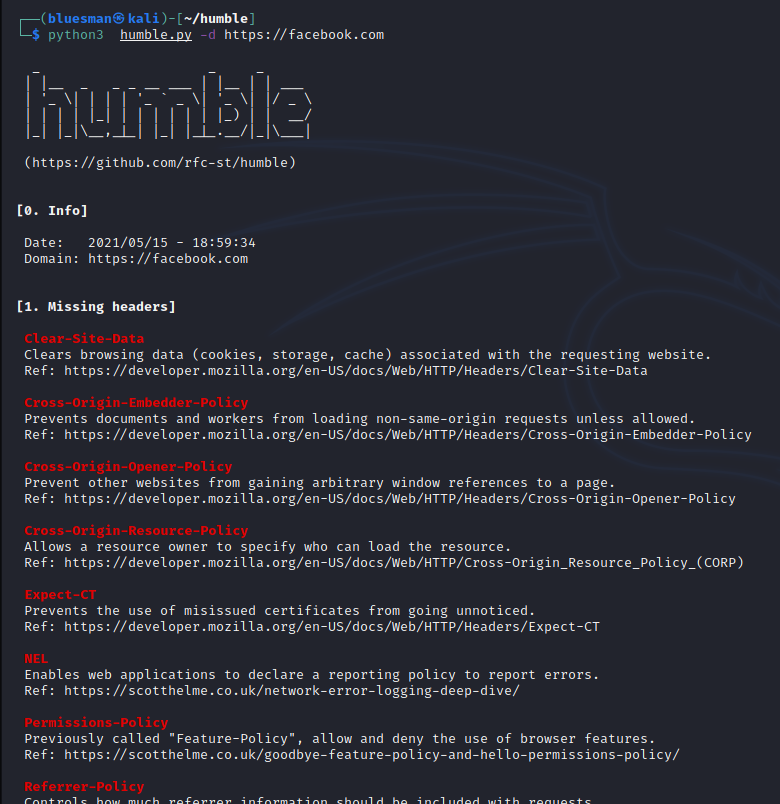 (bluesman㉿kali)-[~/humble]
$ python3 humble.py -d https://facebook.com
humble
(https://github.com/rfc-st/humble)
[0. Info]
Date: 2021/05/15 - 18:59:34
Domain: https://facebook.com
[1. Missing headers]
Clear-Site-Data
Clears browsing data (cookies, storage, cache) associated with the requesting website.
Ref: https://developer.mozilla.org/en-US/docs/Web/HTTP/Headers/Clear-Site-Data
Cross-Origin-Embedder-Policy
Prevents documents and workers from loading non-same-origin requests unless allowed.
Ref: https://developer.mozilla.org/en-US/docs/Web/HTTP/Headers/Cross-Origin-Embedder-Policy
Cross-Origin-Opener-Policy
Prevent other websites from gaining arbitrary window references to a page.
Ref: https://developer.mozilla.org/en-US/docs/Web/HTTP/Headers/Cross-Origin-Opener-Policy
Cross-Origin-Resource-Policy
Allows a resource owner to specify who can load the resource.
Ref: https://developer.mozilla.org/en-US/docs/Web/HTTP/Cross-Origin_Resource_Policy_(CORP)
Expect-CT
Prevents the use of misissued certificates from going unnoticed.
Ref: https://developer.mozilla.org/en-US/docs/Web/HTTP/Headers/Expect-CT
NEL
Enables web applications to declare a reporting policy to report errors.
Ref: https://scotthelme.co.uk/network-error-logging-deep-dive/
Permissions-Policy
Previously called "Feature-Policy", allow and deny the use of browser features.
Ref: https://scotthelme.co.uk/goodbye-feature-policy-and-hello-permissions-policy/
Referrer-Policy
Controls how much referrer information should be included with requests.